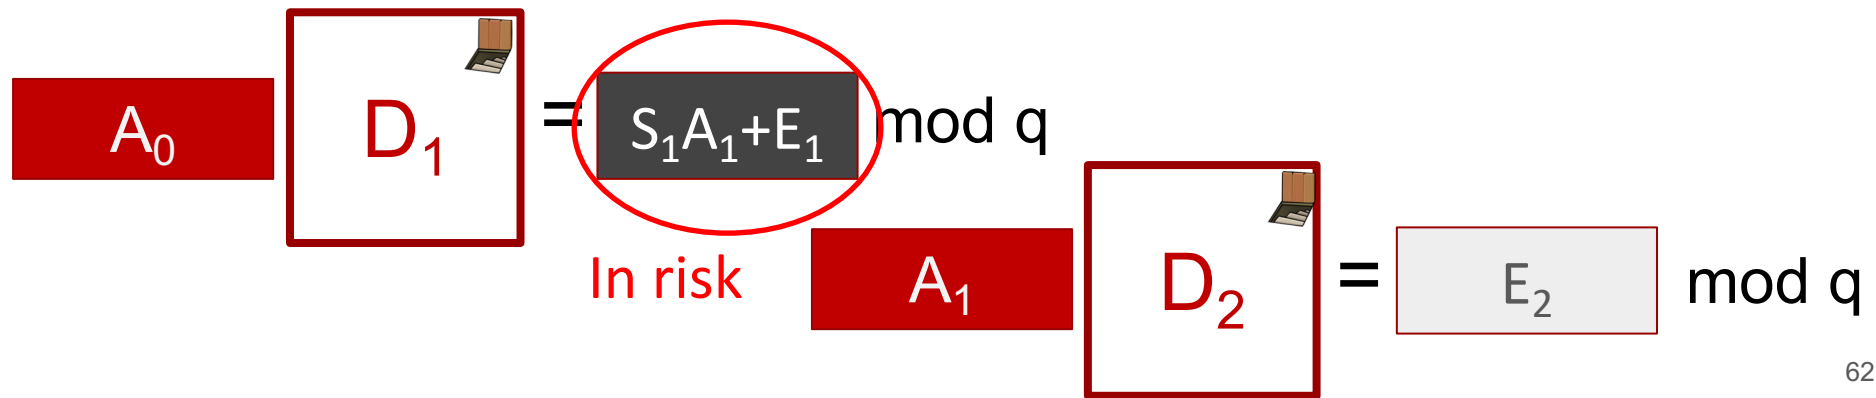 A₀ D₁ = S₁A₁+E₁ mod q
In risk
A₁ D₂ = E₂ mod q
62